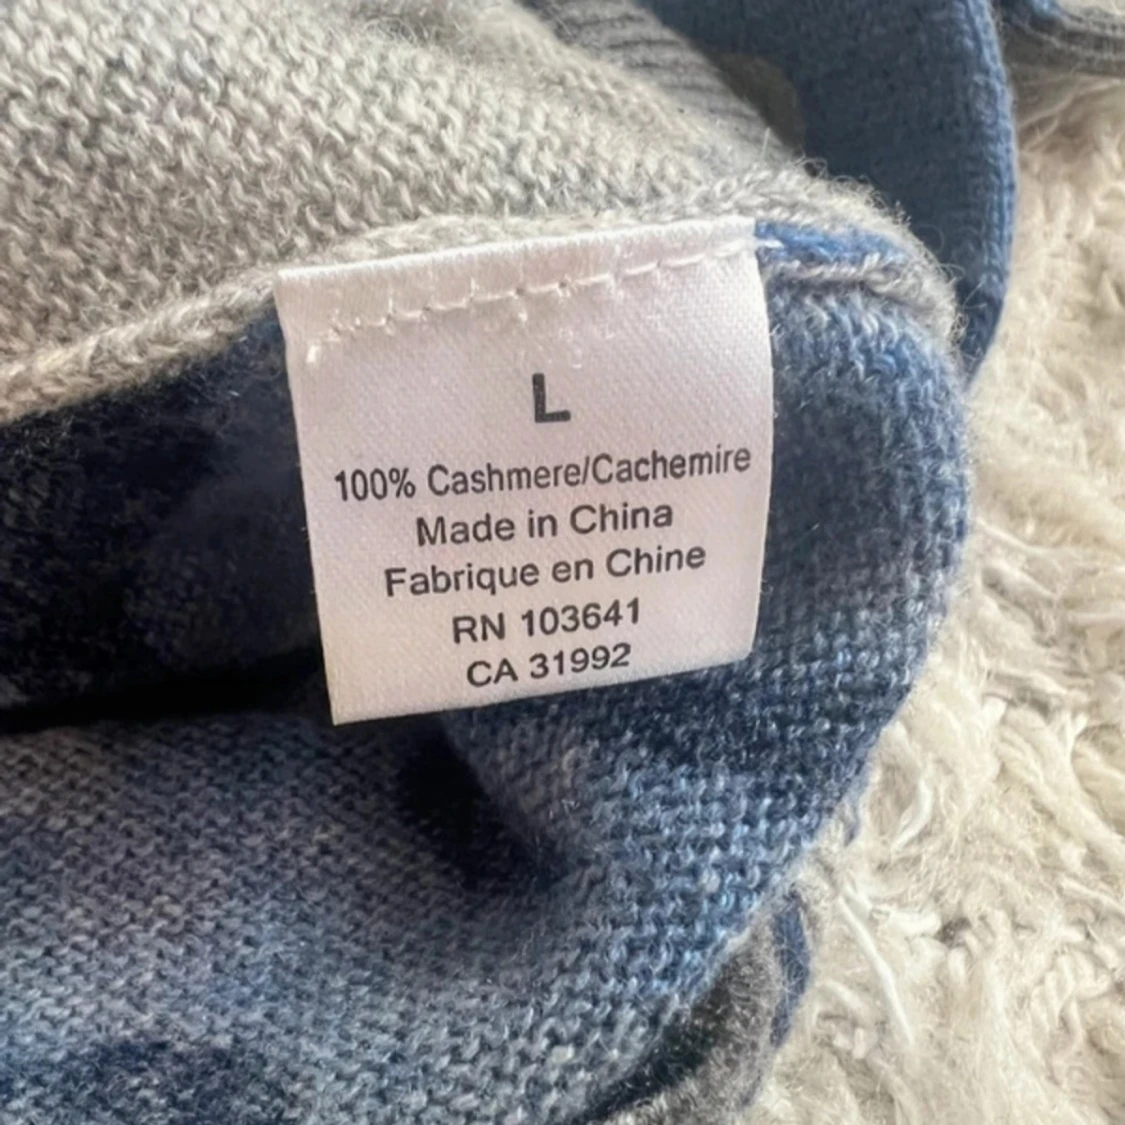 L
100% Cashmere/Cachemire
Made in China
Fabrique en Chine
RN 103641
CA 31992